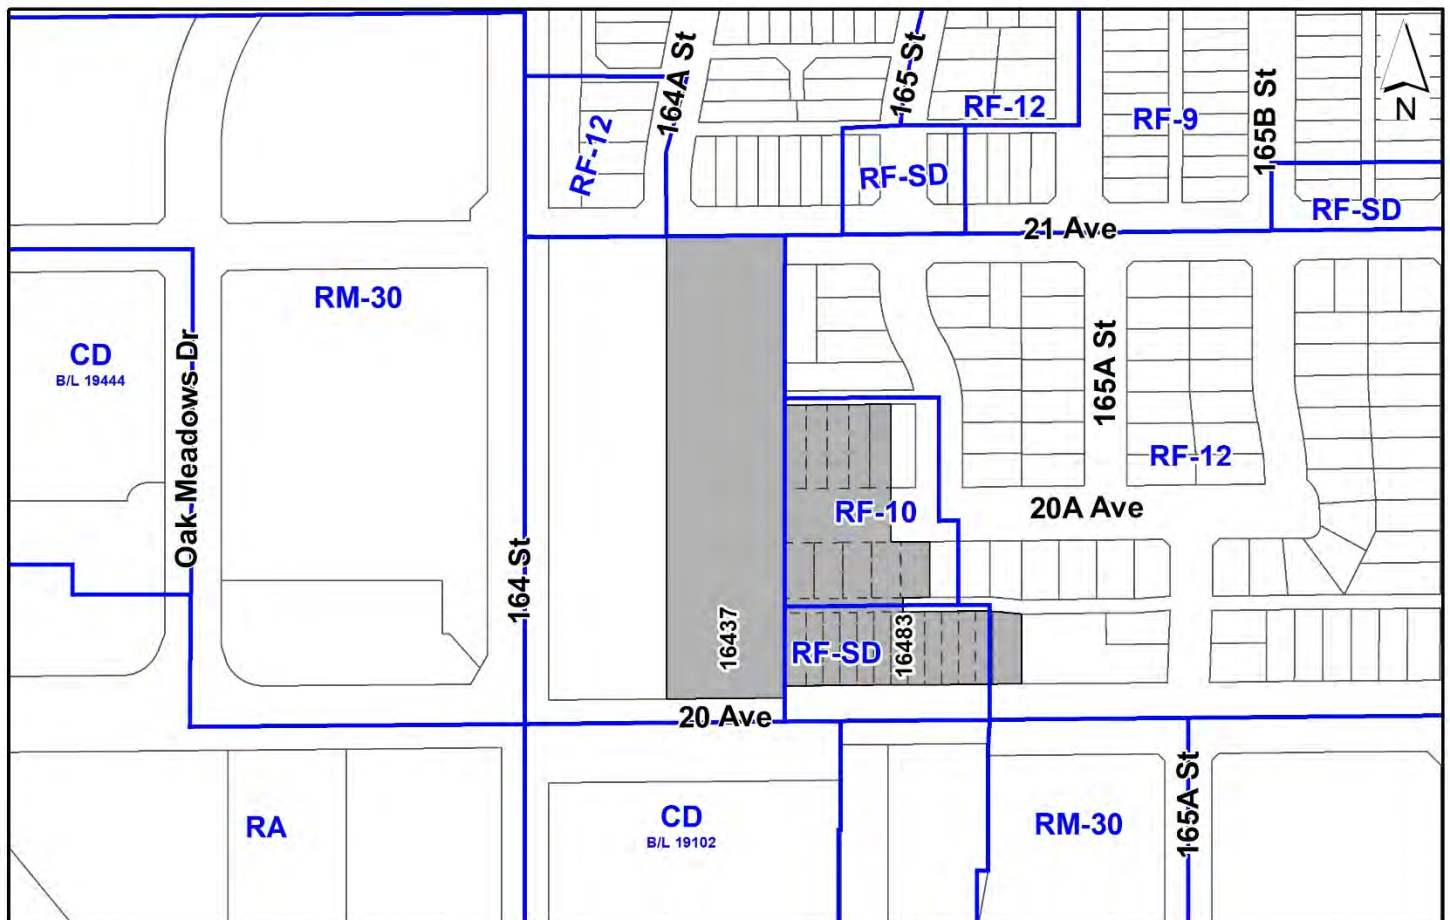 164A St
165 St
RF-12
RF-9
165B St
N
RF-12
RF-SD
RF-SD
21 Ave
RM-30
CD
B/L 19444
Oak Meadows Dr
165A St
RF-12
RF-10
20A Ave
164 St
16437
16483
RF-SD
20 Ave
RA
CD
B/L 19102
RM-30
165A St